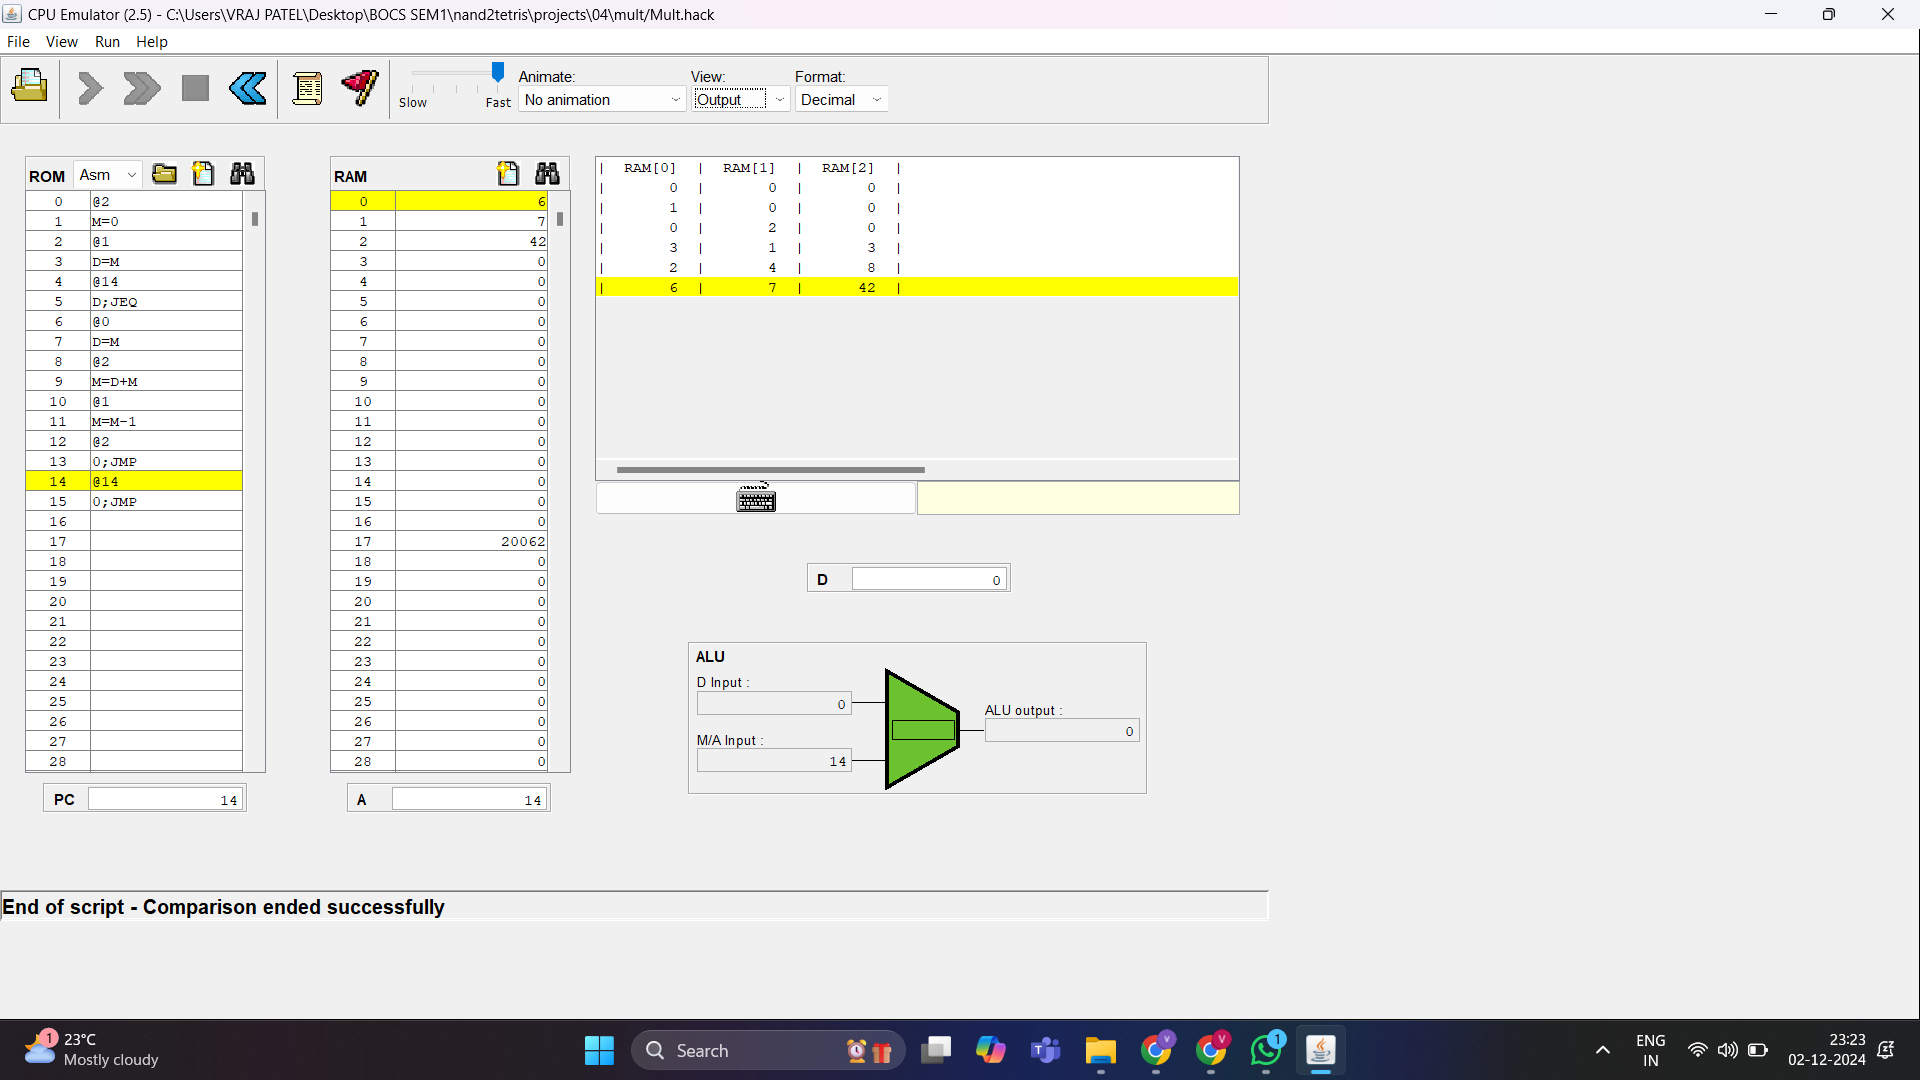 CPU Emulator (2.5) - C:\Users\VRAJ PATEL\Desktop\BOCS SEM1\nand2tetris\projects\04\mult/Mult.hack
File View Run Help
Slow Fast
Animate:
No animation
View:
Output
Format:
Decimal
ROM Asm
0 @2
1 M=0
2 @1
3 D=M
4 @14
5 D;JEQ
6 @0
7 D=M
8 @2
9 M=D+M
10 @1
11 M=M-1
12 @2
13 0;JMP
14 @14
15 0;JMP
16
17
18
19
20
21
22
23
24
25
26
27
28
PC 14
RAM
0 6
1 7
2 42
3 0
4 0
5 0
6 0
7 0
8 0
9 0
10 0
11 0
12 0
13 0
14 0
15 0
16 0
17 20062
18 0
19 0
20 0
21 0
22 0
23 0
24 0
25 0
26 0
27 0
28 0
A 14
| RAM[0] | RAM[1] | RAM[2] |
| 0 | 0 | 0 |
| 1 | 0 | 0 |
| 0 | 2 | 0 |
| 3 | 1 | 3 |
| 2 | 4 | 8 |
| 6 | 7 | 42 |
D 0
ALU
D Input :
0
M/A Input :
14
ALU output :
0
End of script - Comparison ended successfully
1
23°C
Mostly cloudy
Search
V
V
1
ENG
IN
23:23
02-12-2024